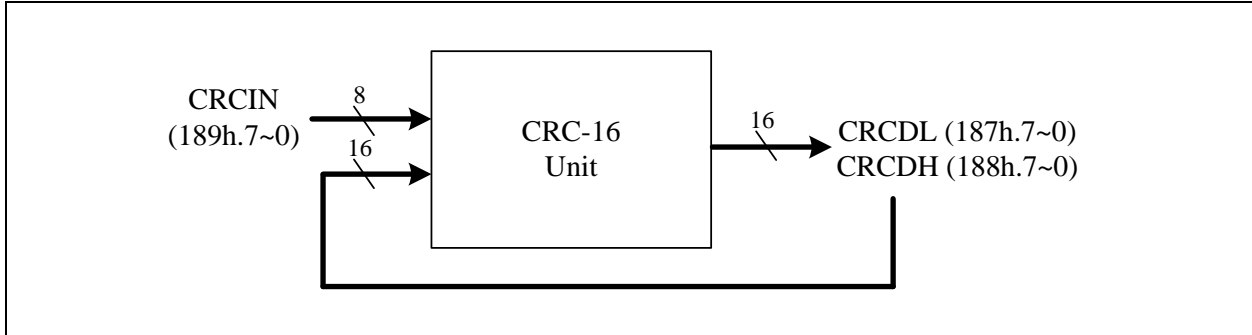 CRCIN
(189h.7~0)
8
16
CRC-16
Unit
16
CRCDL (187h.7~0)
CRCDH (188h.7~0)